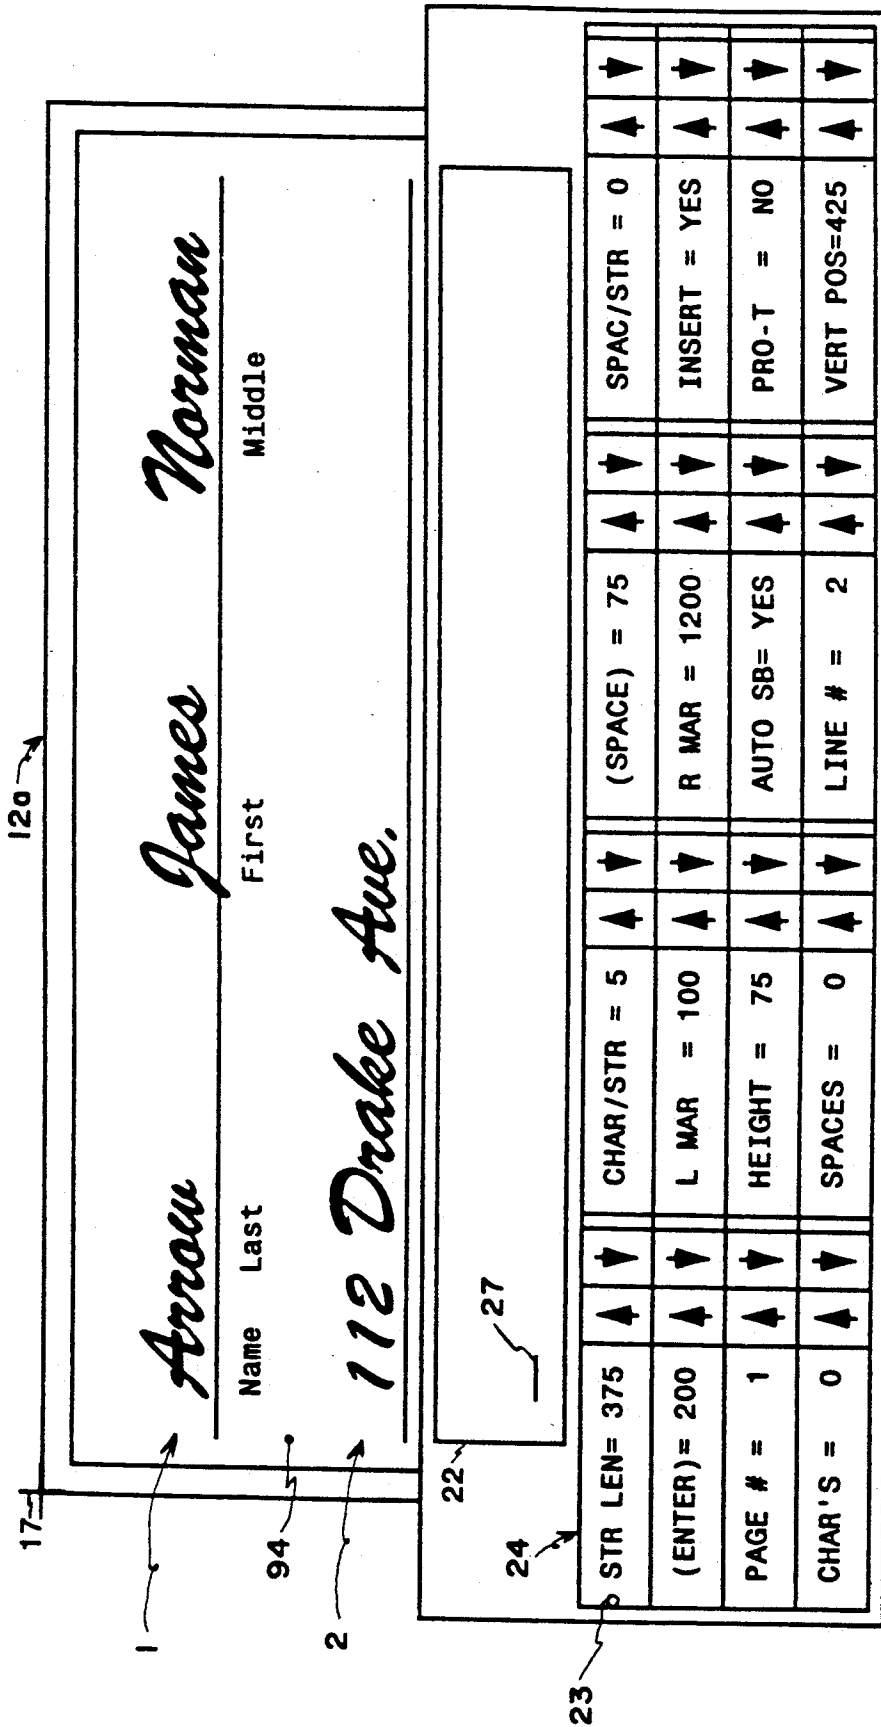 12a
17
1
Arrow James Norman
Name Last First Middle
94
2
112 Drake Ave.
22
27
24
23
STR LEN= 375 CHAR/STR = 5 (SPACE) = 75 SPAC/STR = 0
(ENTER)= 200 L MAR = 100 R MAR = 1200 INSERT = YES
PAGE # = 1 HEIGHT = 75 AUTO SB= YES PRO-T = NO
CHAR'S = 0 SPACES = 0 LINE # = 2 VERT POS=425